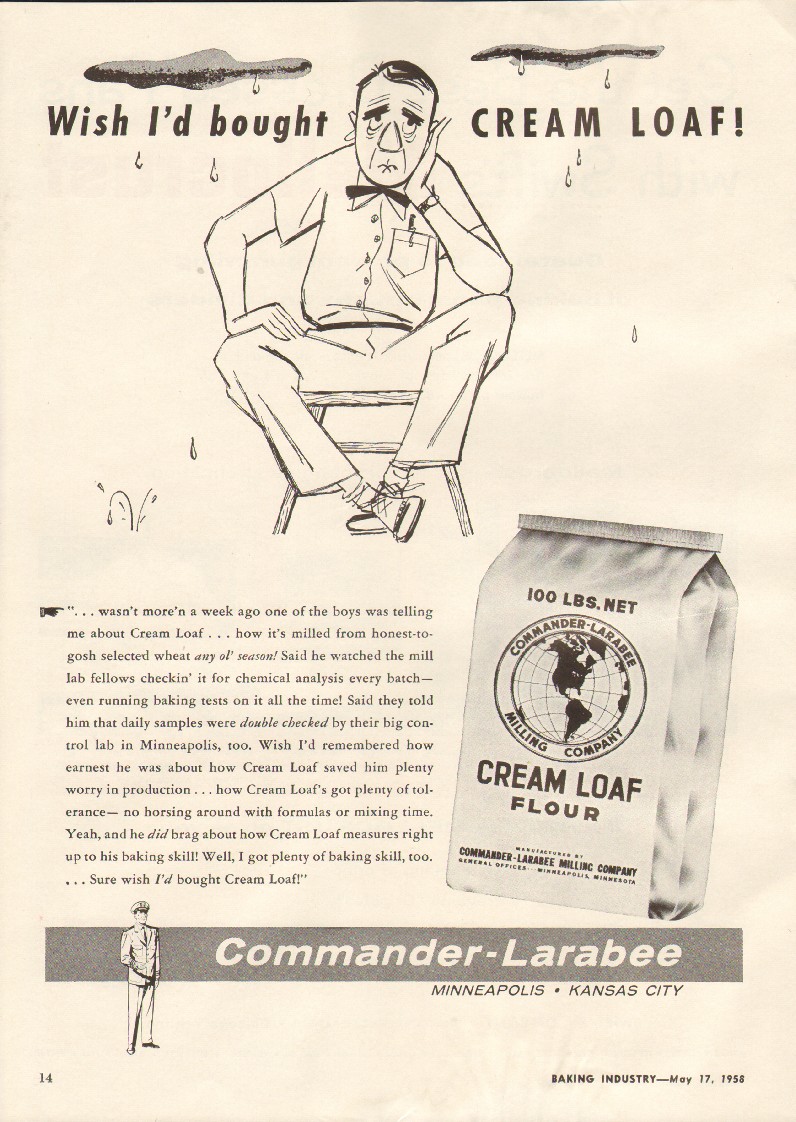 Wish I'd bought CREAM LOAF!
". . . wasn't more'n a week ago one of the boys was telling
me about Cream Loaf . . . how it's milled from honest-to-
gosh selected wheat any ol' season! Said he watched the mill
lab fellows checkin' it for chemical analysis every batch—
even running baking tests on it all the time! Said they told
him that daily samples were double checked by their big con-
trol lab in Minneapolis, too. Wish I'd remembered how
earnest he was about how Cream Loaf saved him plenty
worry in production . . . how Cream Loaf's got plenty of tol-
erance— no horsing around with formulas or mixing time.
Yeah, and he did brag about how Cream Loaf measures right
up to his baking skill! Well, I got plenty of baking skill, too.
. . . Sure wish I'd bought Cream Loaf!"
100 LBS. NET
COMMANDER-LARABEE
MILLING COMPANY
CREAM LOAF
FLOUR
MANUFACTURED BY
COMMANDER-LARABEE MILLING COMPANY
GENERAL OFFICES---MINNEAPOLIS, MINNESOTA
Commander-Larabee
MINNEAPOLIS • KANSAS CITY
14
BAKING INDUSTRY—May 17, 1958